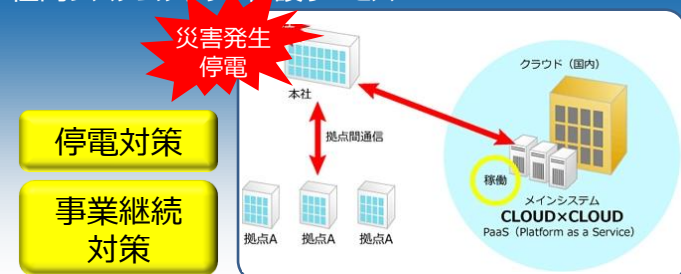 災害発生
停電
停電対策
事業継続
対策
本社
拠点間通信
拠点A
拠点A
拠点A
クラウド（国内）
稼働
メインシステム
CLOUD×CLOUD
PaaS（Platform as a Service）